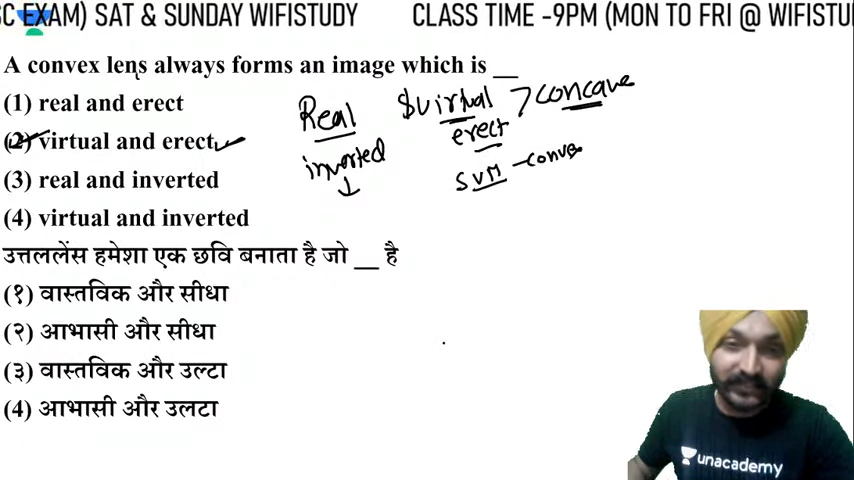 SC EXAM) SAT & SUNDAY WIFISTUDY CLASS TIME -9PM (MON TO FRI @ WIFISTU
A convex lens always forms an image which is __
(1) real and erect
(2) virtual and erect
(3) real and inverted
(4) virtual and inverted
Real
inverted
virtual
erect
concave
SVM - conve
उत्तललेंस हमेशा एक छवि बनाता है जो __ है
(१) वास्तविक और सीधा
(२) आभासी और सीधा
(३) वास्तविक और उल्टा
(4) आभासी और उलटा
unacademy